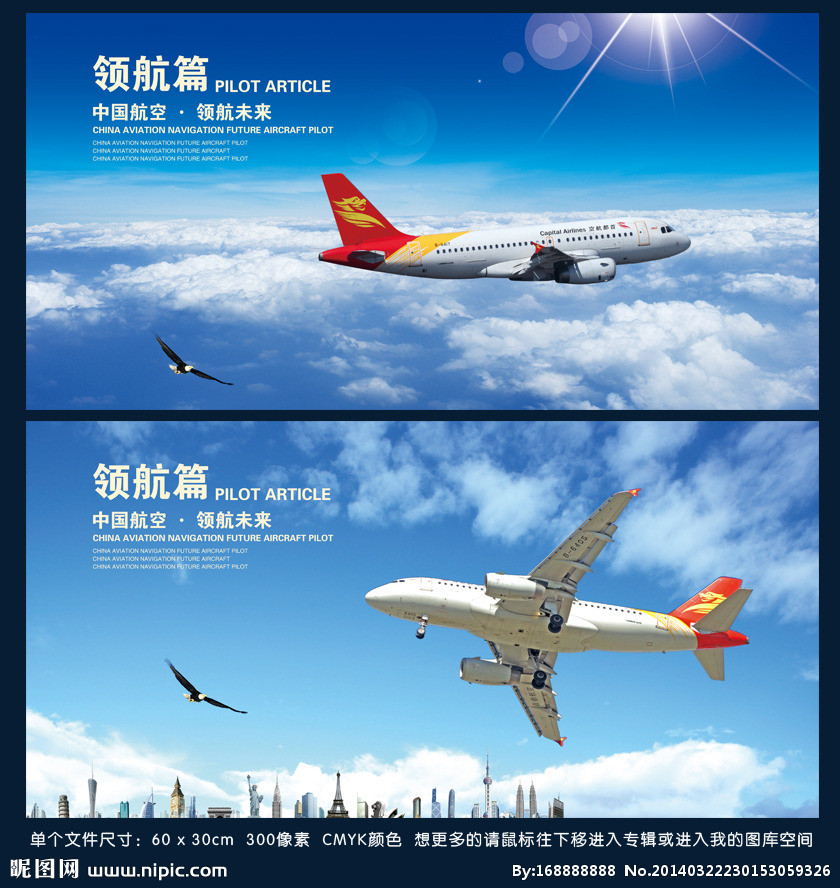 领航篇 PILOT ARTICLE
中国航空 · 领航未来
CHINA AVIATION NAVIGATION FUTURE AIRCRAFT PILOT
CHINA AVIATION NAVIGATION FUTURE AIRCRAFT PILOT
CHINA AVIATION NAVIGATION FUTURE AIRCRAFT
CHINA AVIATION NAVIGATION FUTURE AIRCRAFT PILOT
Capital Airlines 空航都首
领航篇 PILOT ARTICLE
中国航空 · 领航未来
CHINA AVIATION NAVIGATION FUTURE AIRCRAFT PILOT
CHINA AVIATION NAVIGATION FUTURE AIRCRAFT PILOT
CHINA AVIATION NAVIGATION FUTURE AIRCRAFT
CHINA AVIATION NAVIGATION FUTURE AIRCRAFT PILOT
单个文件尺寸：60 x 30cm 300像素 CMYK颜色 想更多的请鼠标往下移进入专辑或进入我的图库空间
昵图网 www.nipic.com By:168888888 No.20140322230153059326